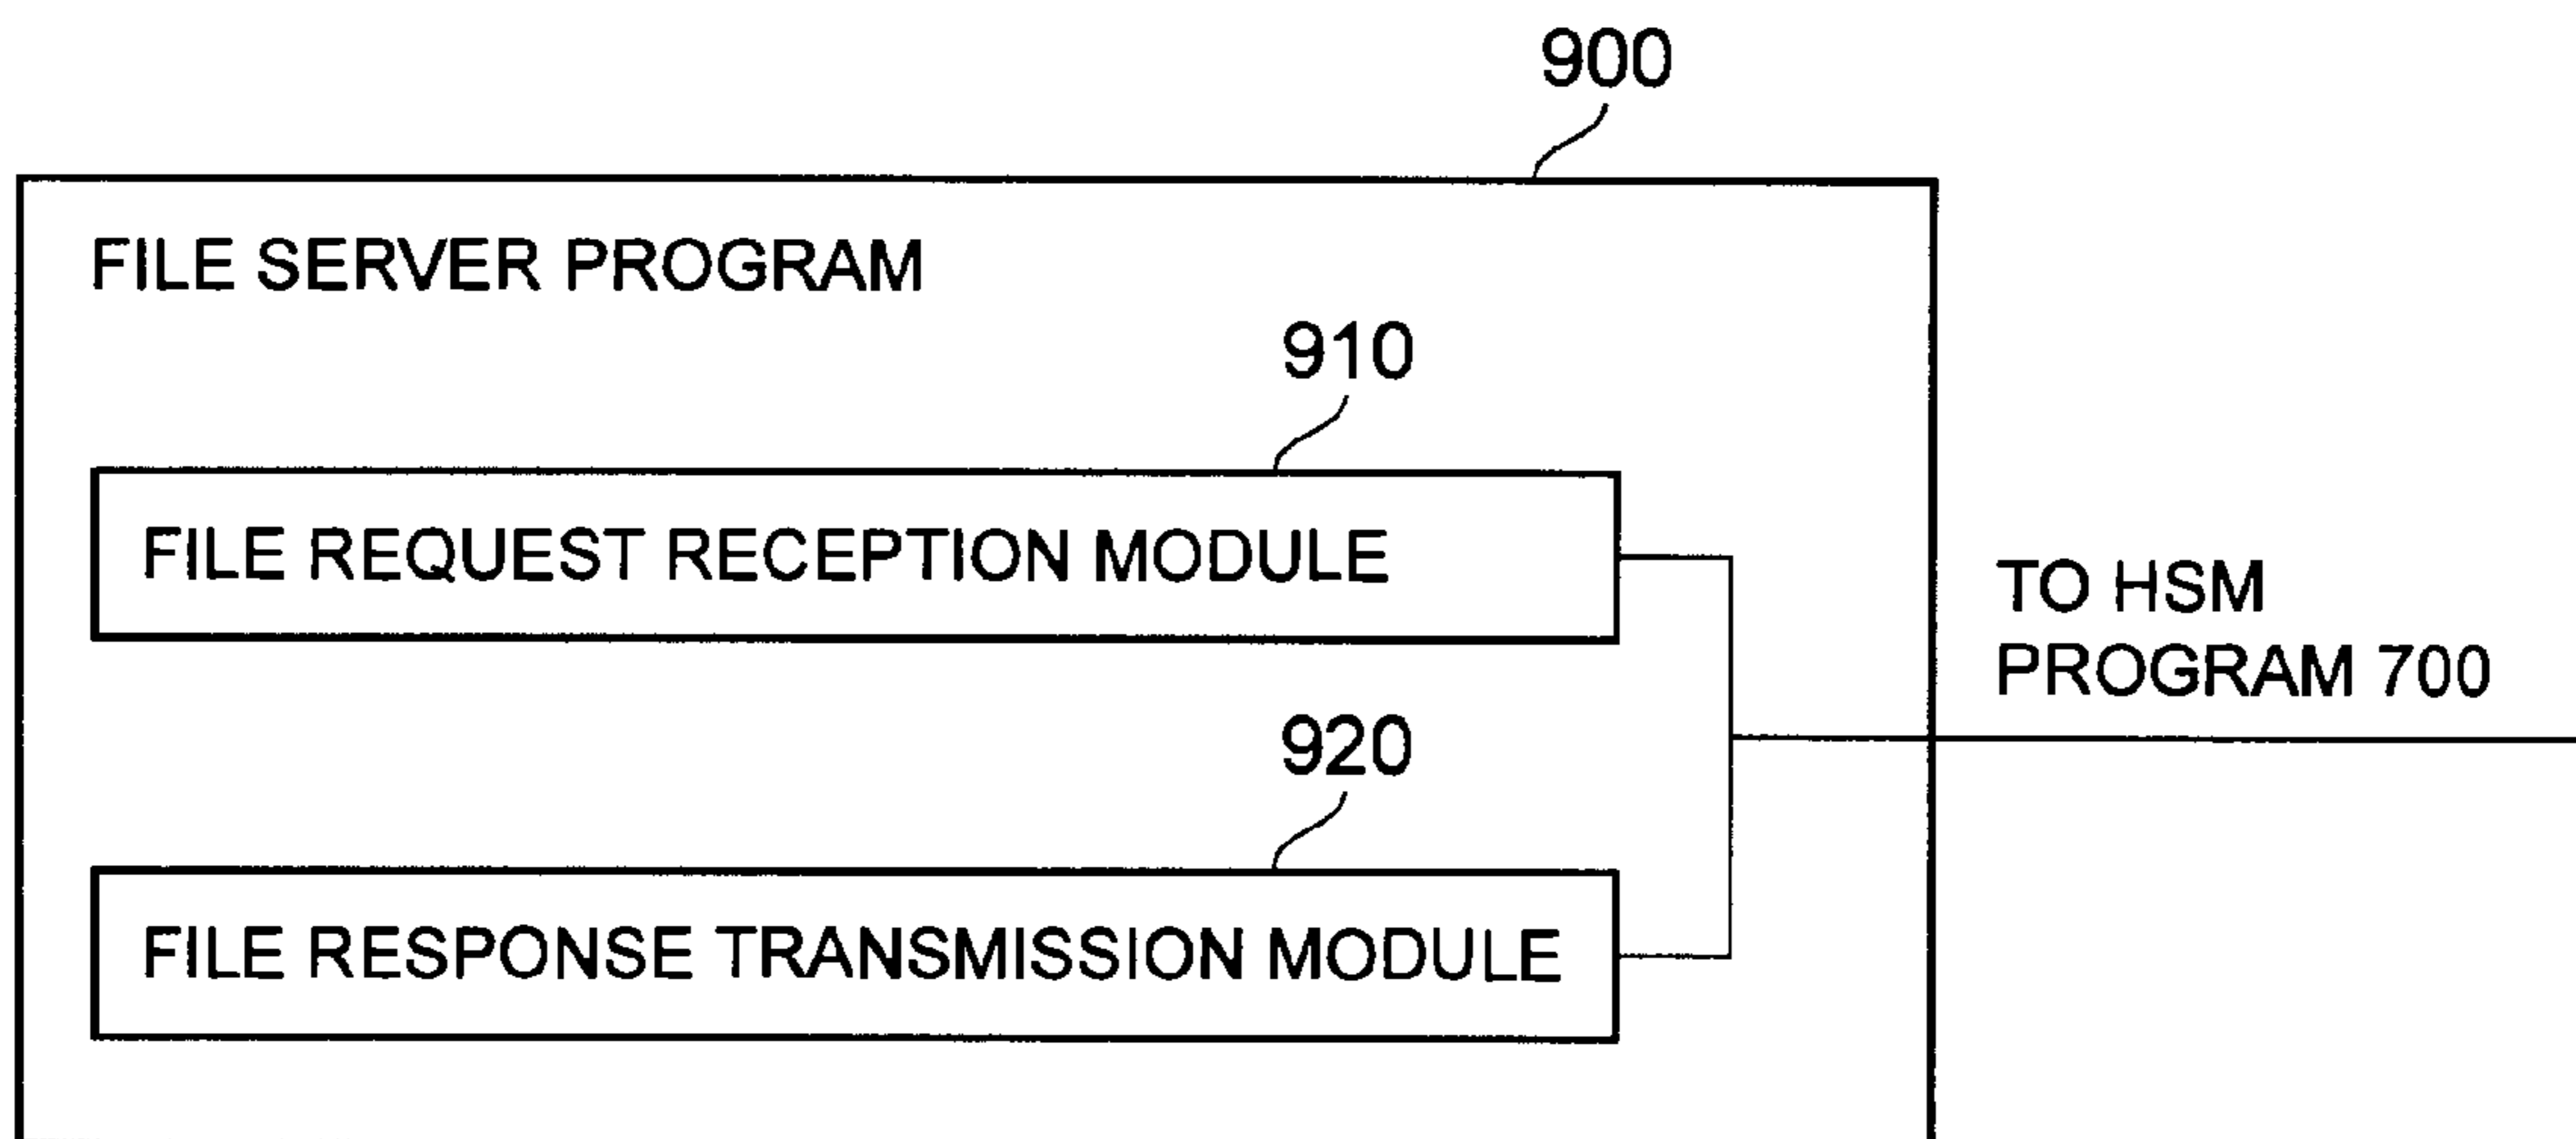 900
FILE SERVER PROGRAM
910
FILE REQUEST RECEPTION MODULE
TO HSM
PROGRAM 700
920
FILE RESPONSE TRANSMISSION MODULE